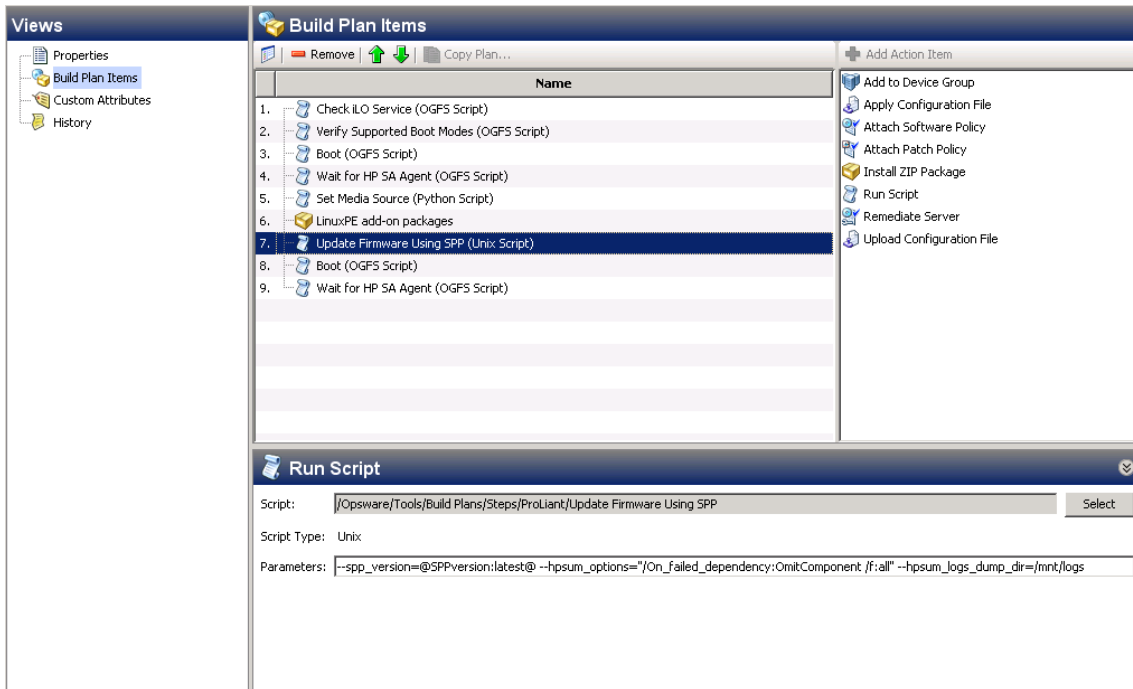 Views
Properties
Build Plan Items
Custom Attributes
History
Build Plan Items
Remove Copy Plan...
Add Action Item
Name
1. Check iLO Service (OGFS Script)
2. Verify Supported Boot Modes (OGFS Script)
3. Boot (OGFS Script)
4. Wait for HP SA Agent (OGFS Script)
5. Set Media Source (Python Script)
6. LinuxPE add-on packages
7. Update Firmware Using SPP (Unix Script)
8. Boot (OGFS Script)
9. Wait for HP SA Agent (OGFS Script)
Add to Device Group
Apply Configuration File
Attach Software Policy
Attach Patch Policy
Install ZIP Package
Run Script
Remediate Server
Upload Configuration File
Run Script
Script: /Opsware/Tools/Build Plans/Steps/ProLiant/Update Firmware Using SPP Select
Script Type: Unix
Parameters: --spp_version=@SPPversion:latest@ --hpsum_options="/On_failed_dependency:OmitComponent /f:all" --hpsum_logs_dump_dir=/mnt/logs